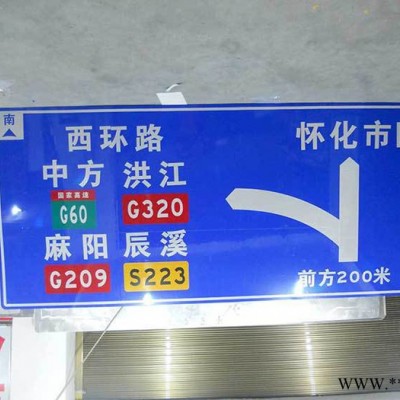 南
西环路
怀化市
中方 洪江
国家高速
G60 G320
麻阳 辰溪
G209 S223
前方200米
www.**